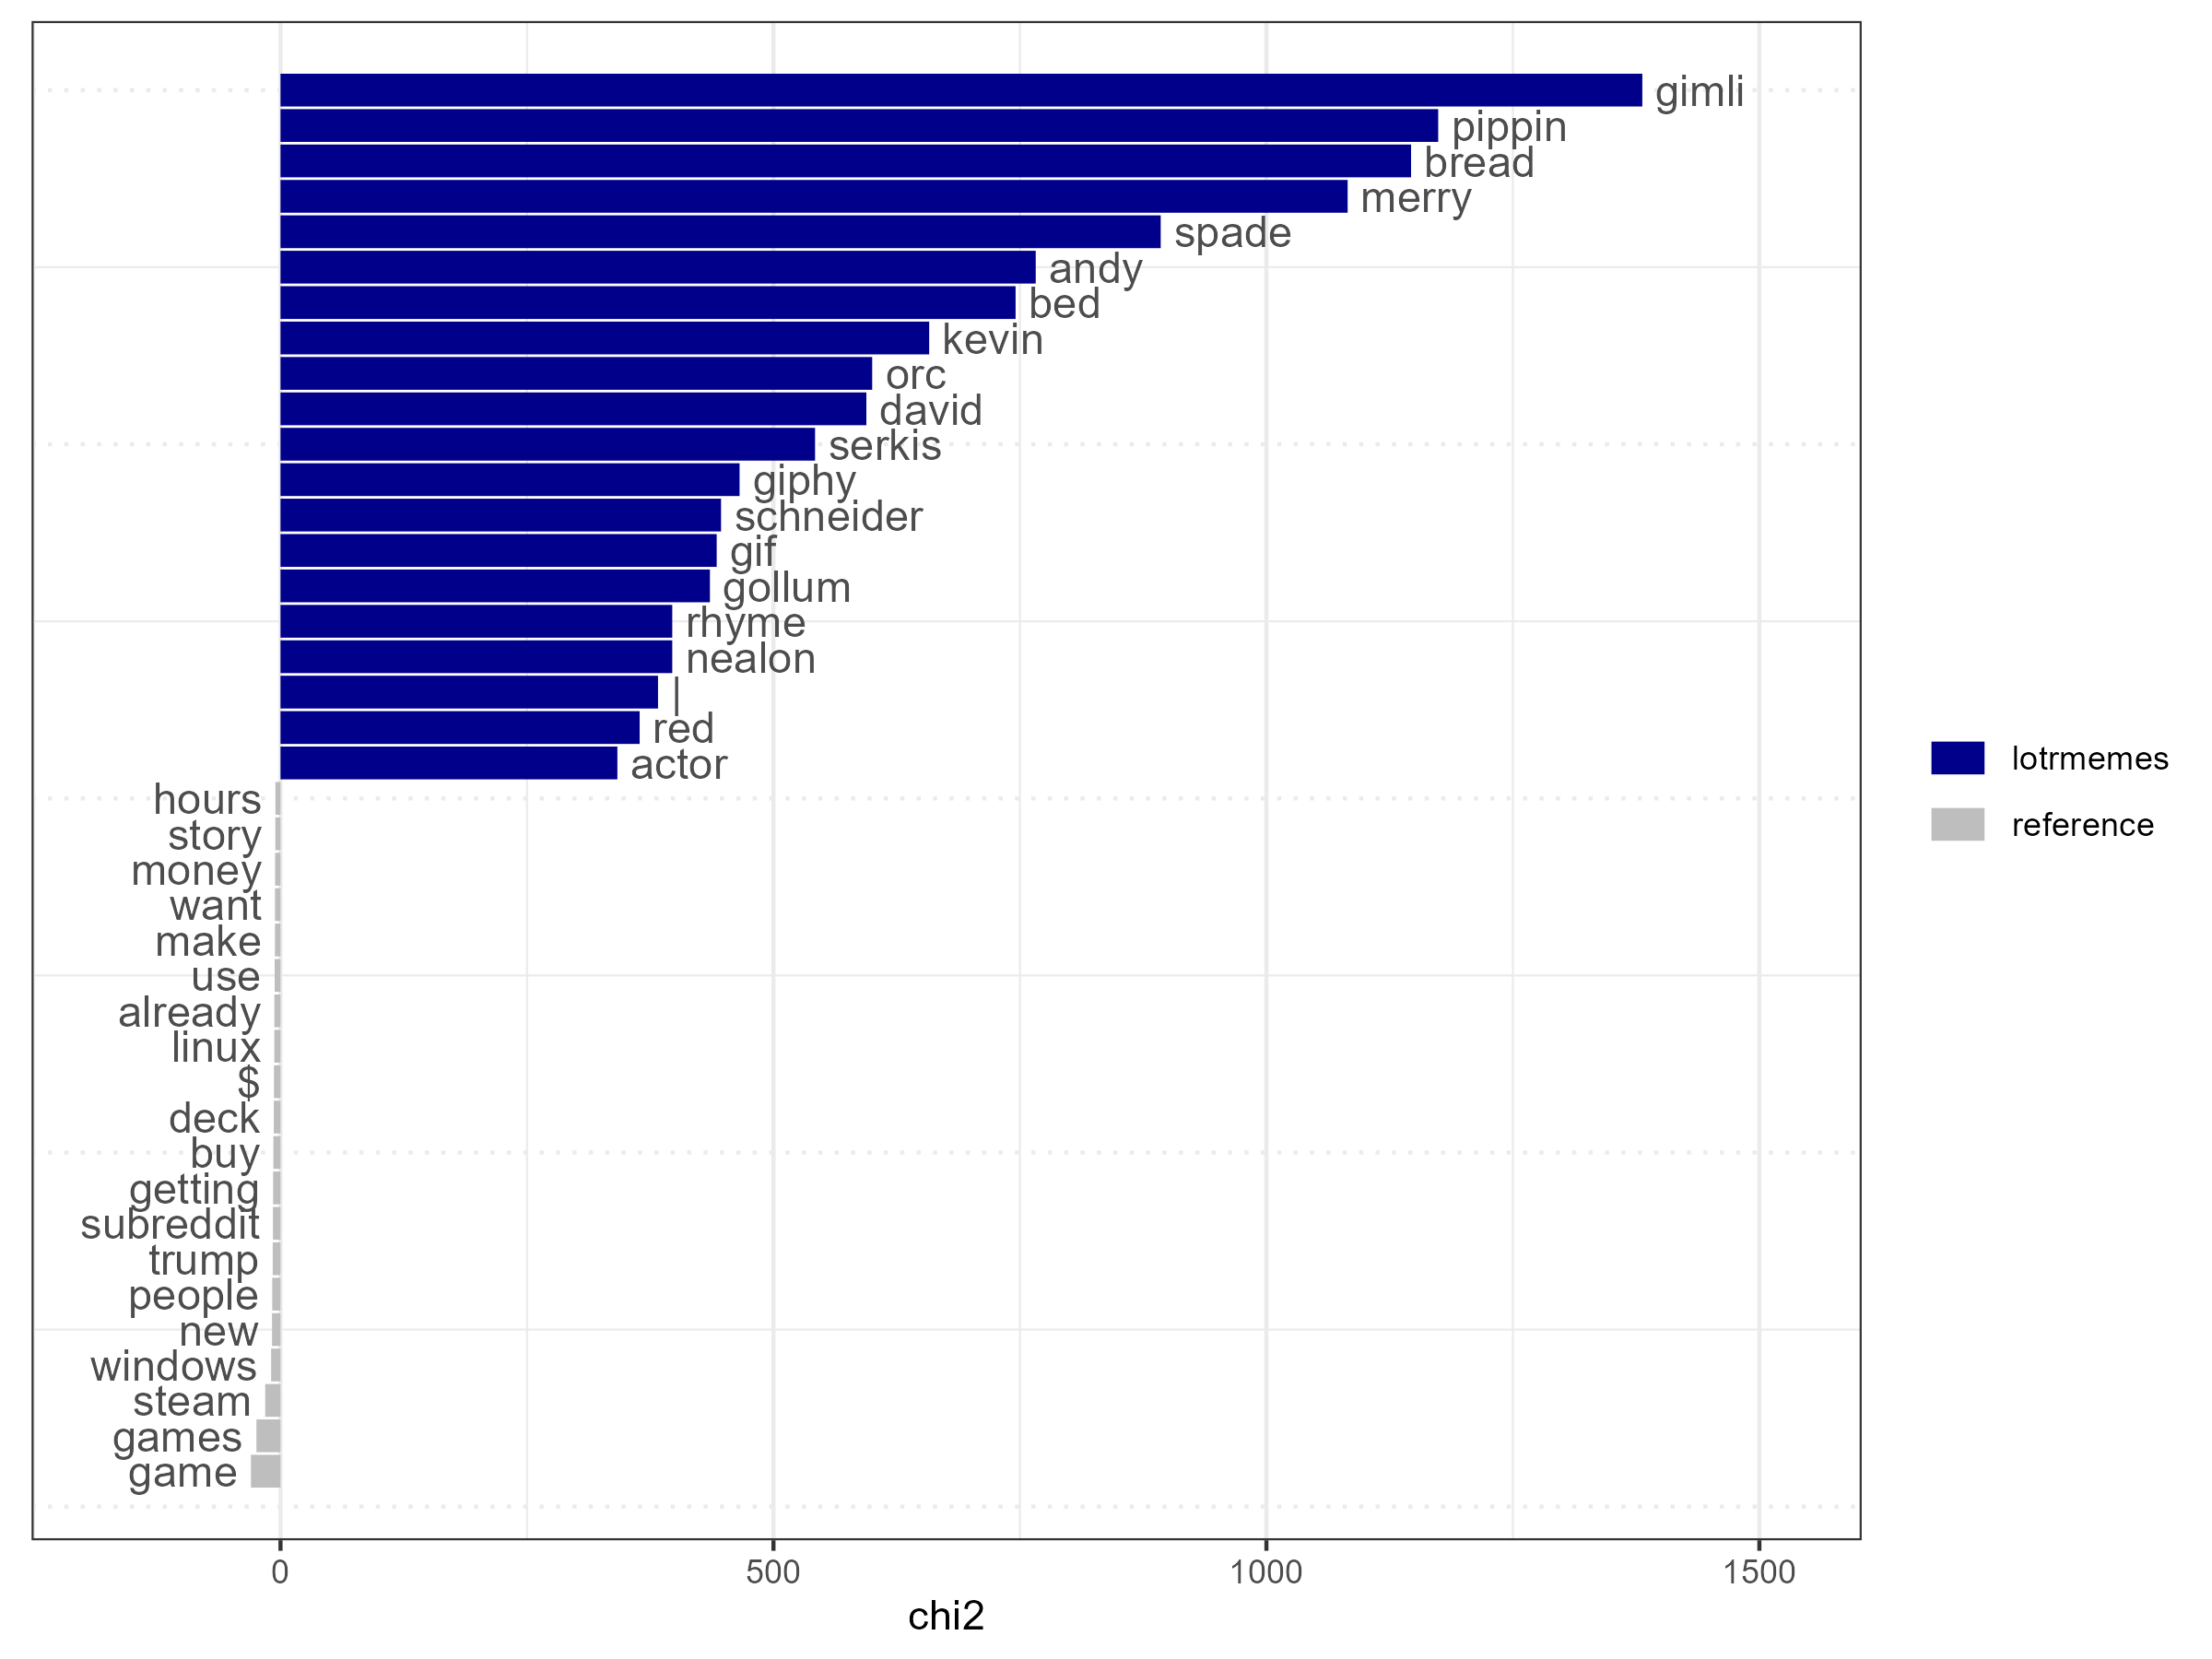 gimli
pippin
bread
merry
spade
andy
bed
kevin
orc
david
serkis
giphy
schneider
gif
gollum
rhyme
nealon
|
red
actor
hours
story
money
want
make
use
already
linux
$
deck
buy
getting
subreddit
trump
people
new
windows
steam
games
game
0 500 1000 1500
chi2
lotrmemes
reference